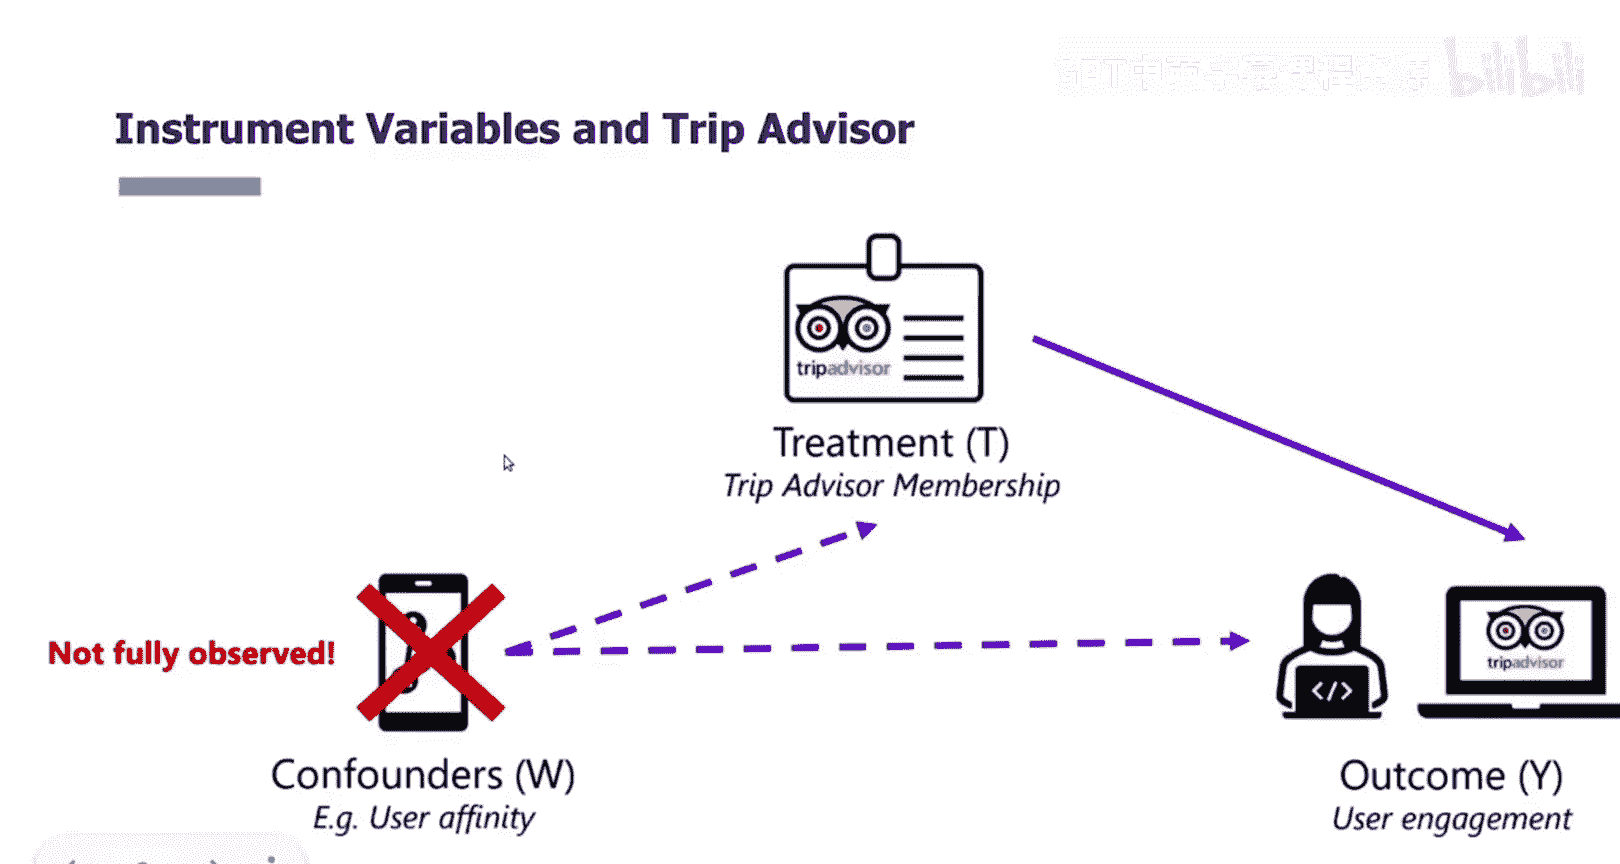 Instrument Variables and Trip Advisor
tripadvisor
Treatment (T)
Trip Advisor Membership
Not fully observed!
</>
tripadvisor
Confounders (W)
E.g. User affinity
Outcome (Y)
User engagement
bilibili